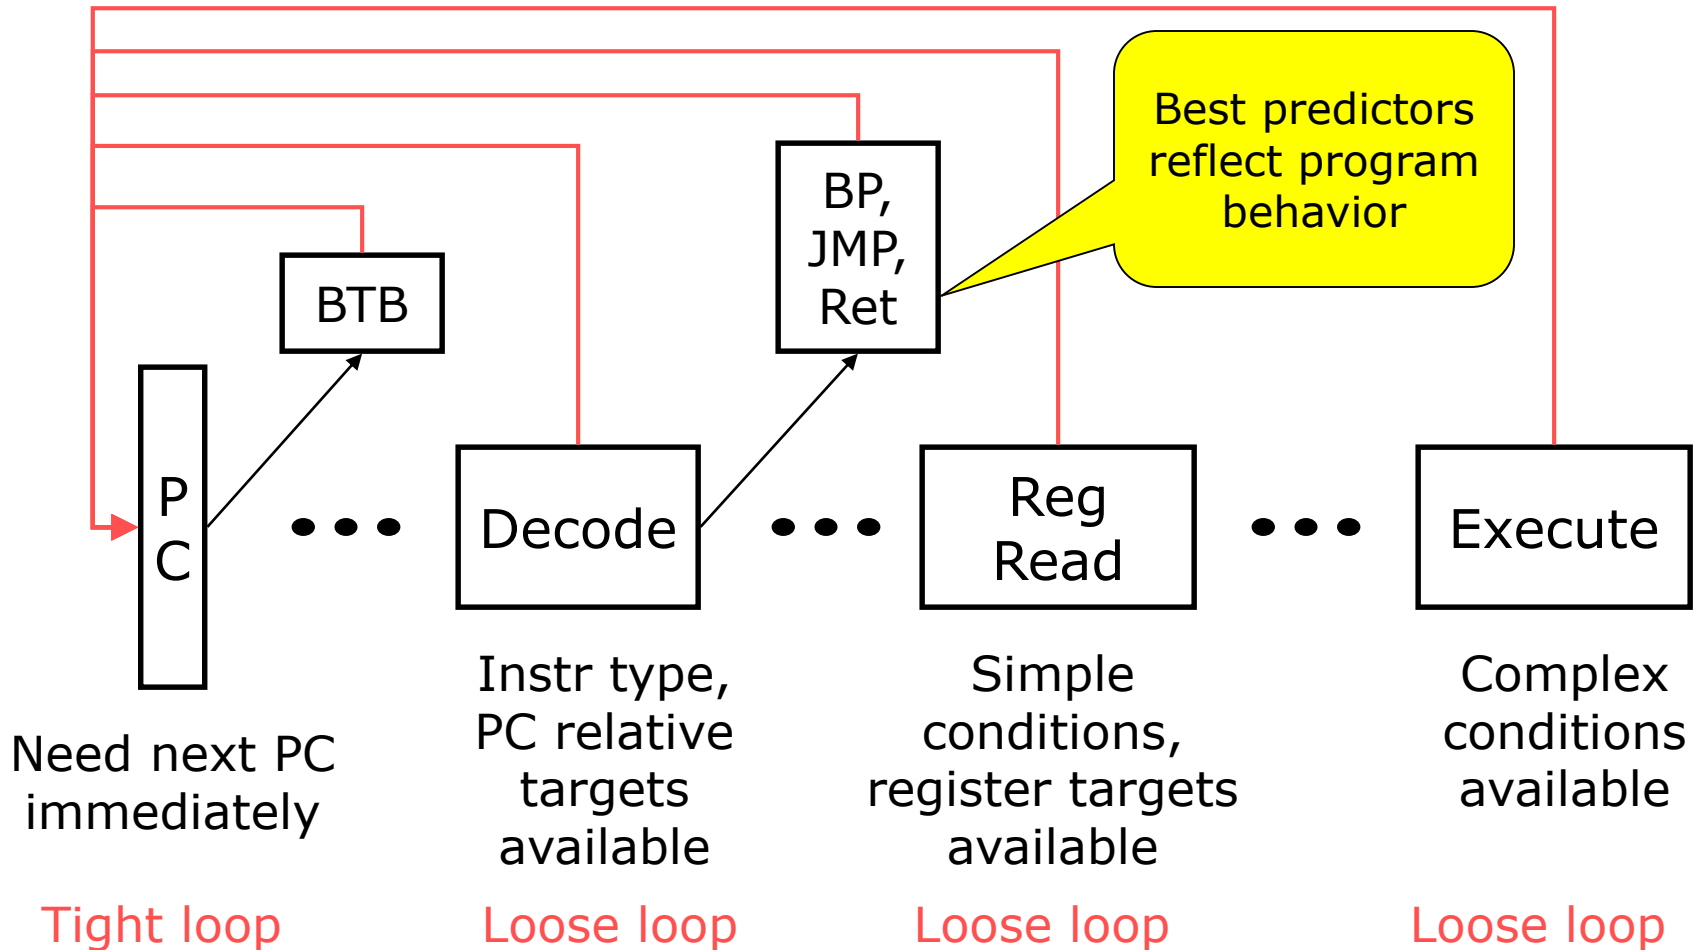 Best predictors
reflect program
behavior
BP,
JMP,
Ret
BTB
P
C
Decode
Reg
Read
Execute
Need next PC
immediately
Instr type,
PC relative
targets
available
Simple
conditions,
register targets
available
Complex
conditions
available
Tight loop
Loose loop
Loose loop
Loose loop